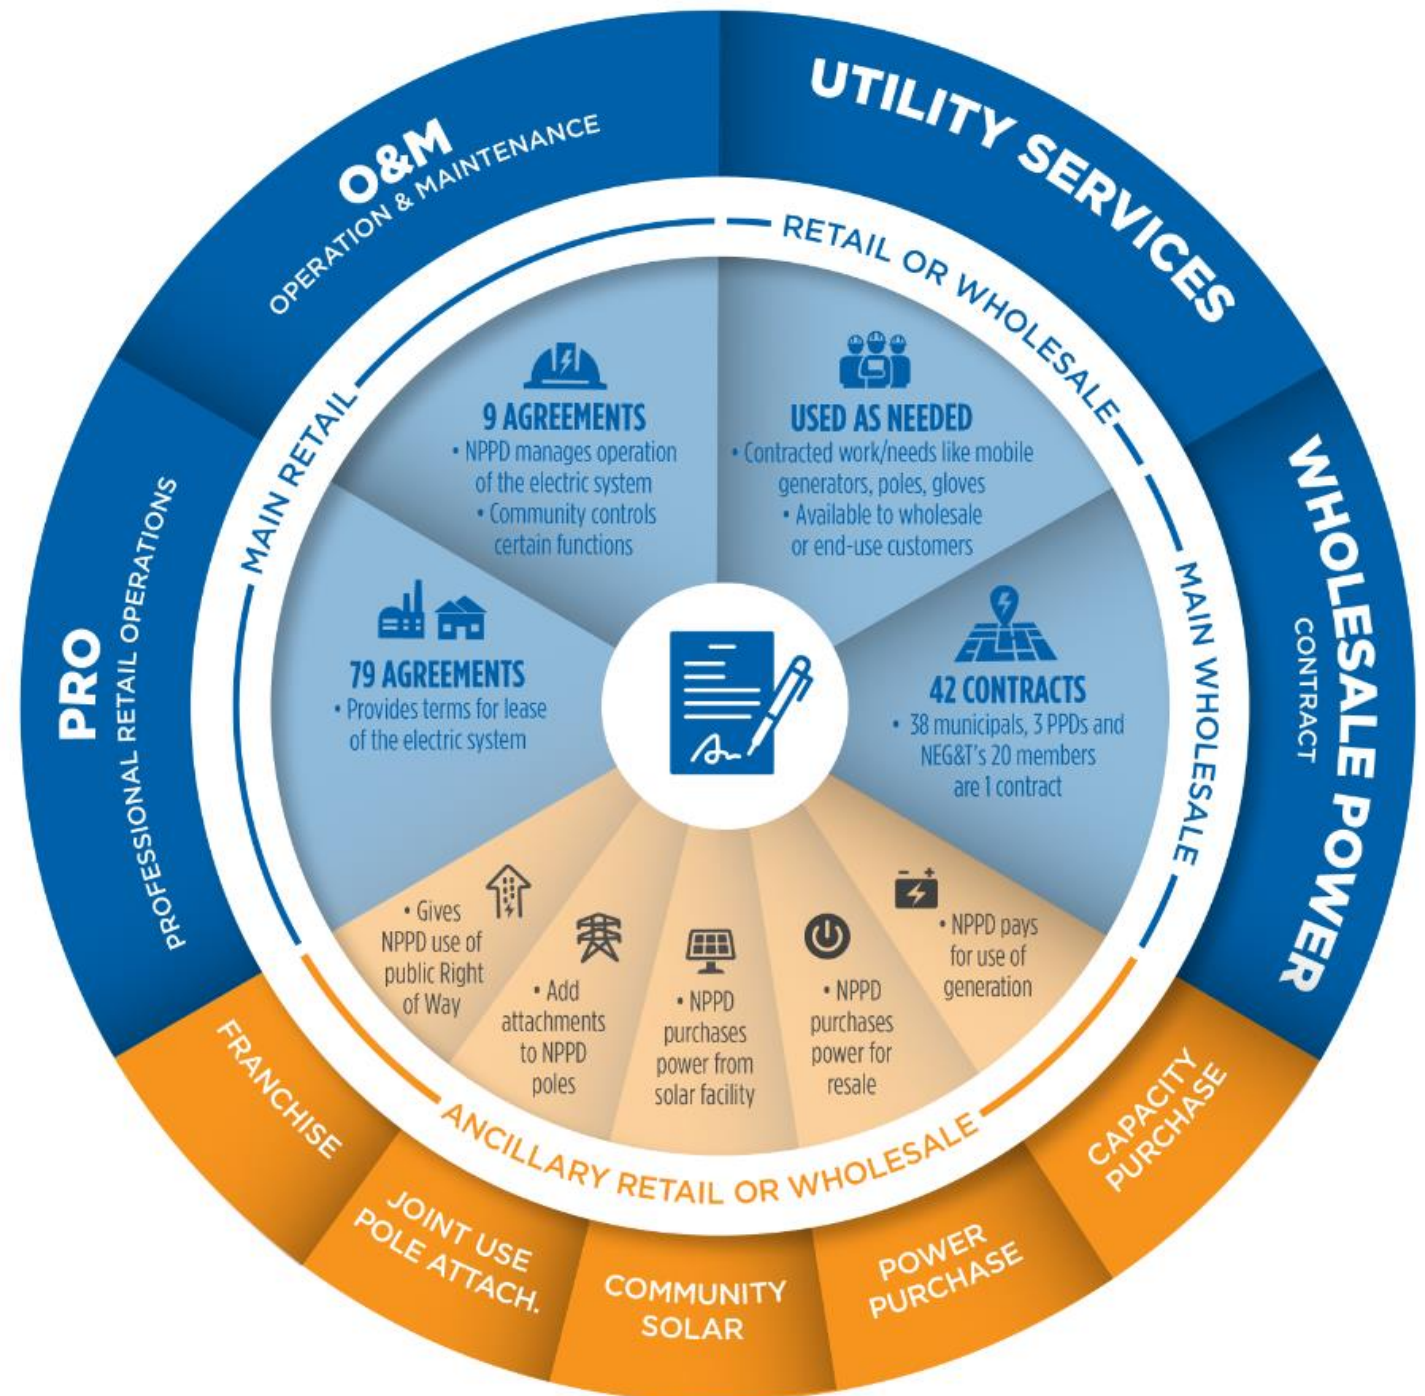 O&M
OPERATION & MAINTENANCE
UTILITY SERVICES
PRO
PROFESSIONAL RETAIL OPERATIONS
WHOLESALE POWER
CONTRACT
MAIN RETAIL
RETAIL OR WHOLESALE
MAIN WHOLESALE
9 AGREEMENTS
• NPPD manages operation
of the electric system
• Community controls
certain functions
USED AS NEEDED
• Contracted work/needs like mobile
generators, poles, gloves
• Available to wholesale
or end-use customers
79 AGREEMENTS
• Provides terms for lease
of the electric system
42 CONTRACTS
• 38 municipals, 3 PPDs and
NEG&T's 20 members
are 1 contract
• Gives
NPPD use of
public Right
of Way
• Add
attachments
to NPPD
poles
• NPPD
purchases
power from
solar facility
• NPPD
purchases
power for
resale
• NPPD pays
for use of
generation
ANCILLARY RETAIL OR WHOLESALE
FRANCHISE
JOINT USE
POLE ATTACH.
COMMUNITY
SOLAR
POWER
PURCHASE
CAPACITY
PURCHASE